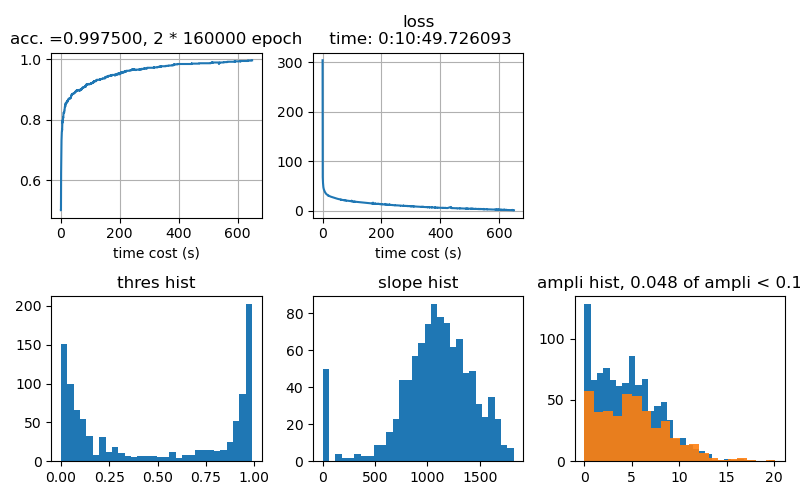 acc. =0.997500, 2 * 160000 epoch
1.0
0.8
0.6
0 200 400 600
time cost (s)
loss
time: 0:10:49.726093
300
200
100
0
0 200 400 600
time cost (s)
thres hist
200
150
100
50
0
0.00 0.25 0.50 0.75 1.00
slope hist
80
60
40
20
0
0 500 1000 1500
ampli hist, 0.048 of ampli < 0.1
100
50
0
0 5 10 15 20